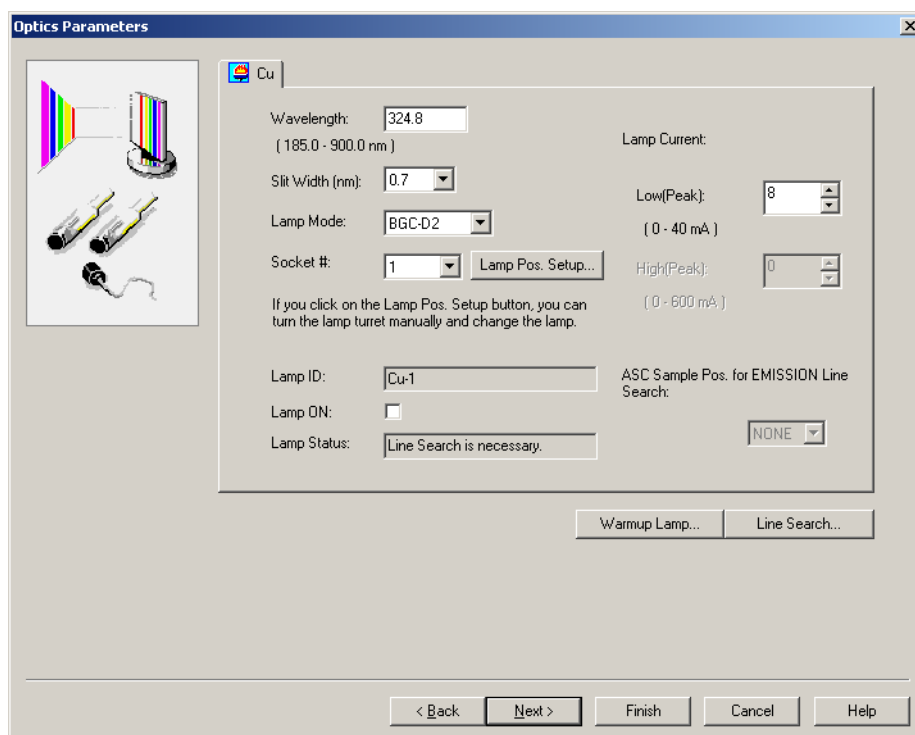 Optics Parameters
Cu
Wavelength: 324.8
( 185.0 - 900.0 nm )
Slit Width (nm): 0.7
Lamp Mode: BGC-D2
Socket #: 1 Lamp Pos. Setup...
If you click on the Lamp Pos. Setup button, you can
turn the lamp turret manually and change the lamp.
Lamp ID: Cu-1
Lamp ON:
Lamp Status: Line Search is necessary.
Lamp Current:
Low(Peak): 8
( 0 - 40 mA )
High(Peak): 0
( 0 - 600 mA )
ASC Sample Pos. for EMISSION Line
Search:
NONE
Warmup Lamp... Line Search...
< Back Next > Finish Cancel Help